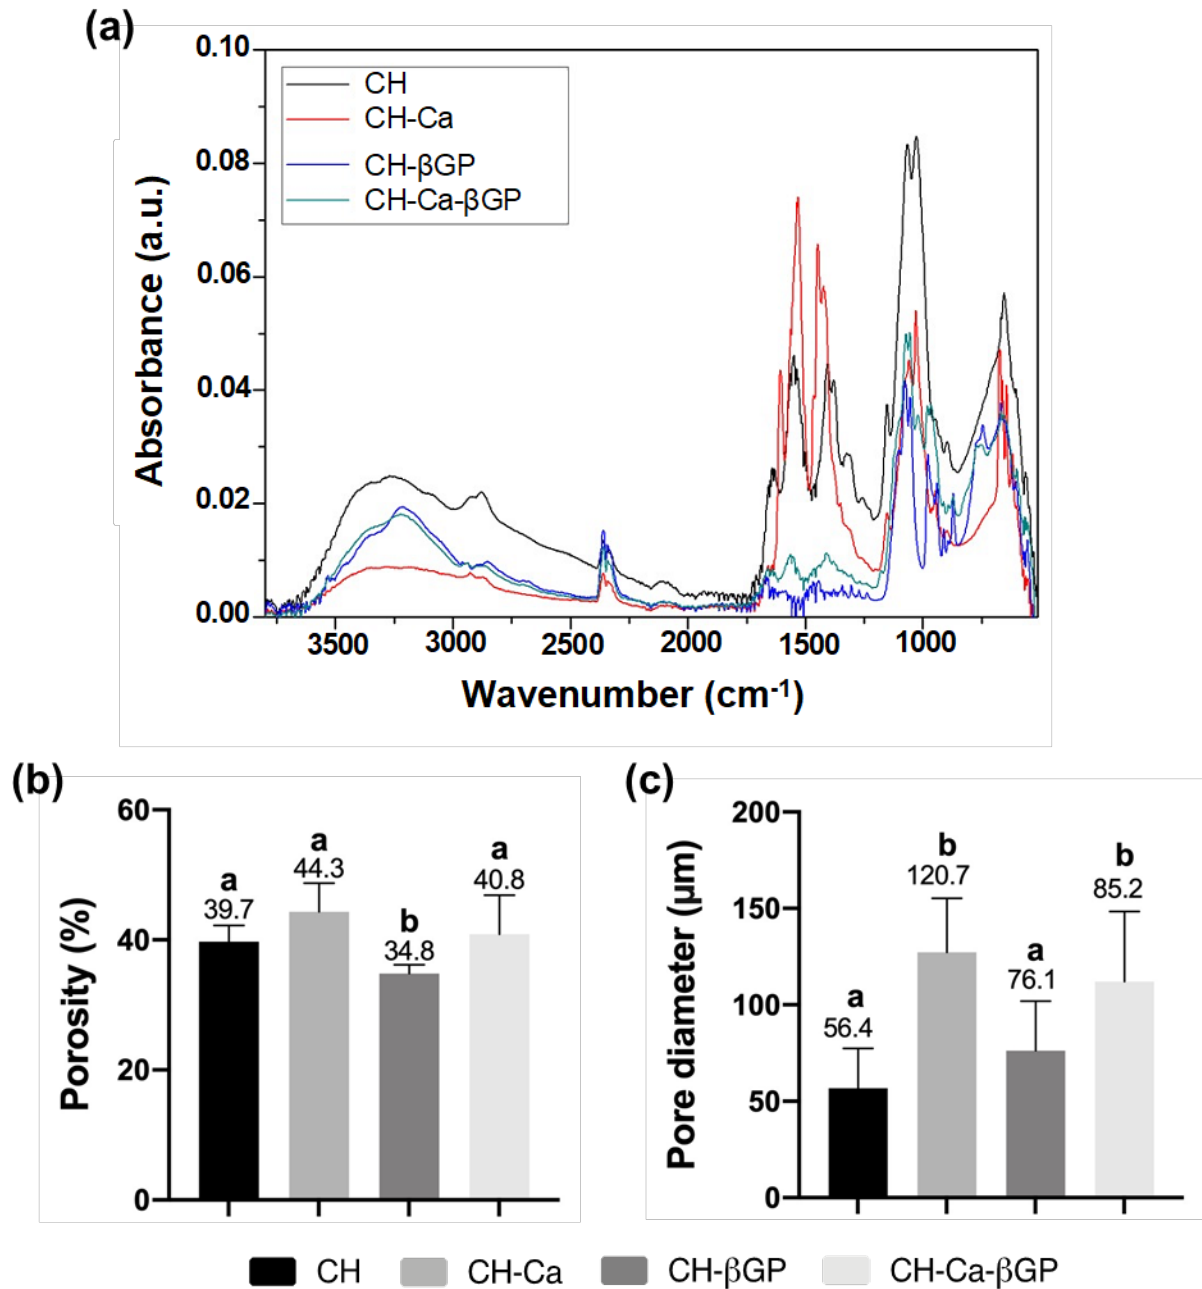 (a)
0.10
0.08
0.06
0.04
0.02
0.00
Absorbance (a.u.)
CH
CH-Ca
CH-βGP
CH-Ca-βGP
3500 3000 2500 2000 1500 1000
Wavenumber (cm-1)
(b)
60
40
20
0
Porosity (%)
a
39.7
a
44.3
b
34.8
a
40.8
(c)
200
150
100
50
0
Pore diameter (µm)
a
56.4
b
120.7
a
76.1
b
85.2
CH CH-Ca CH-βGP CH-Ca-βGP